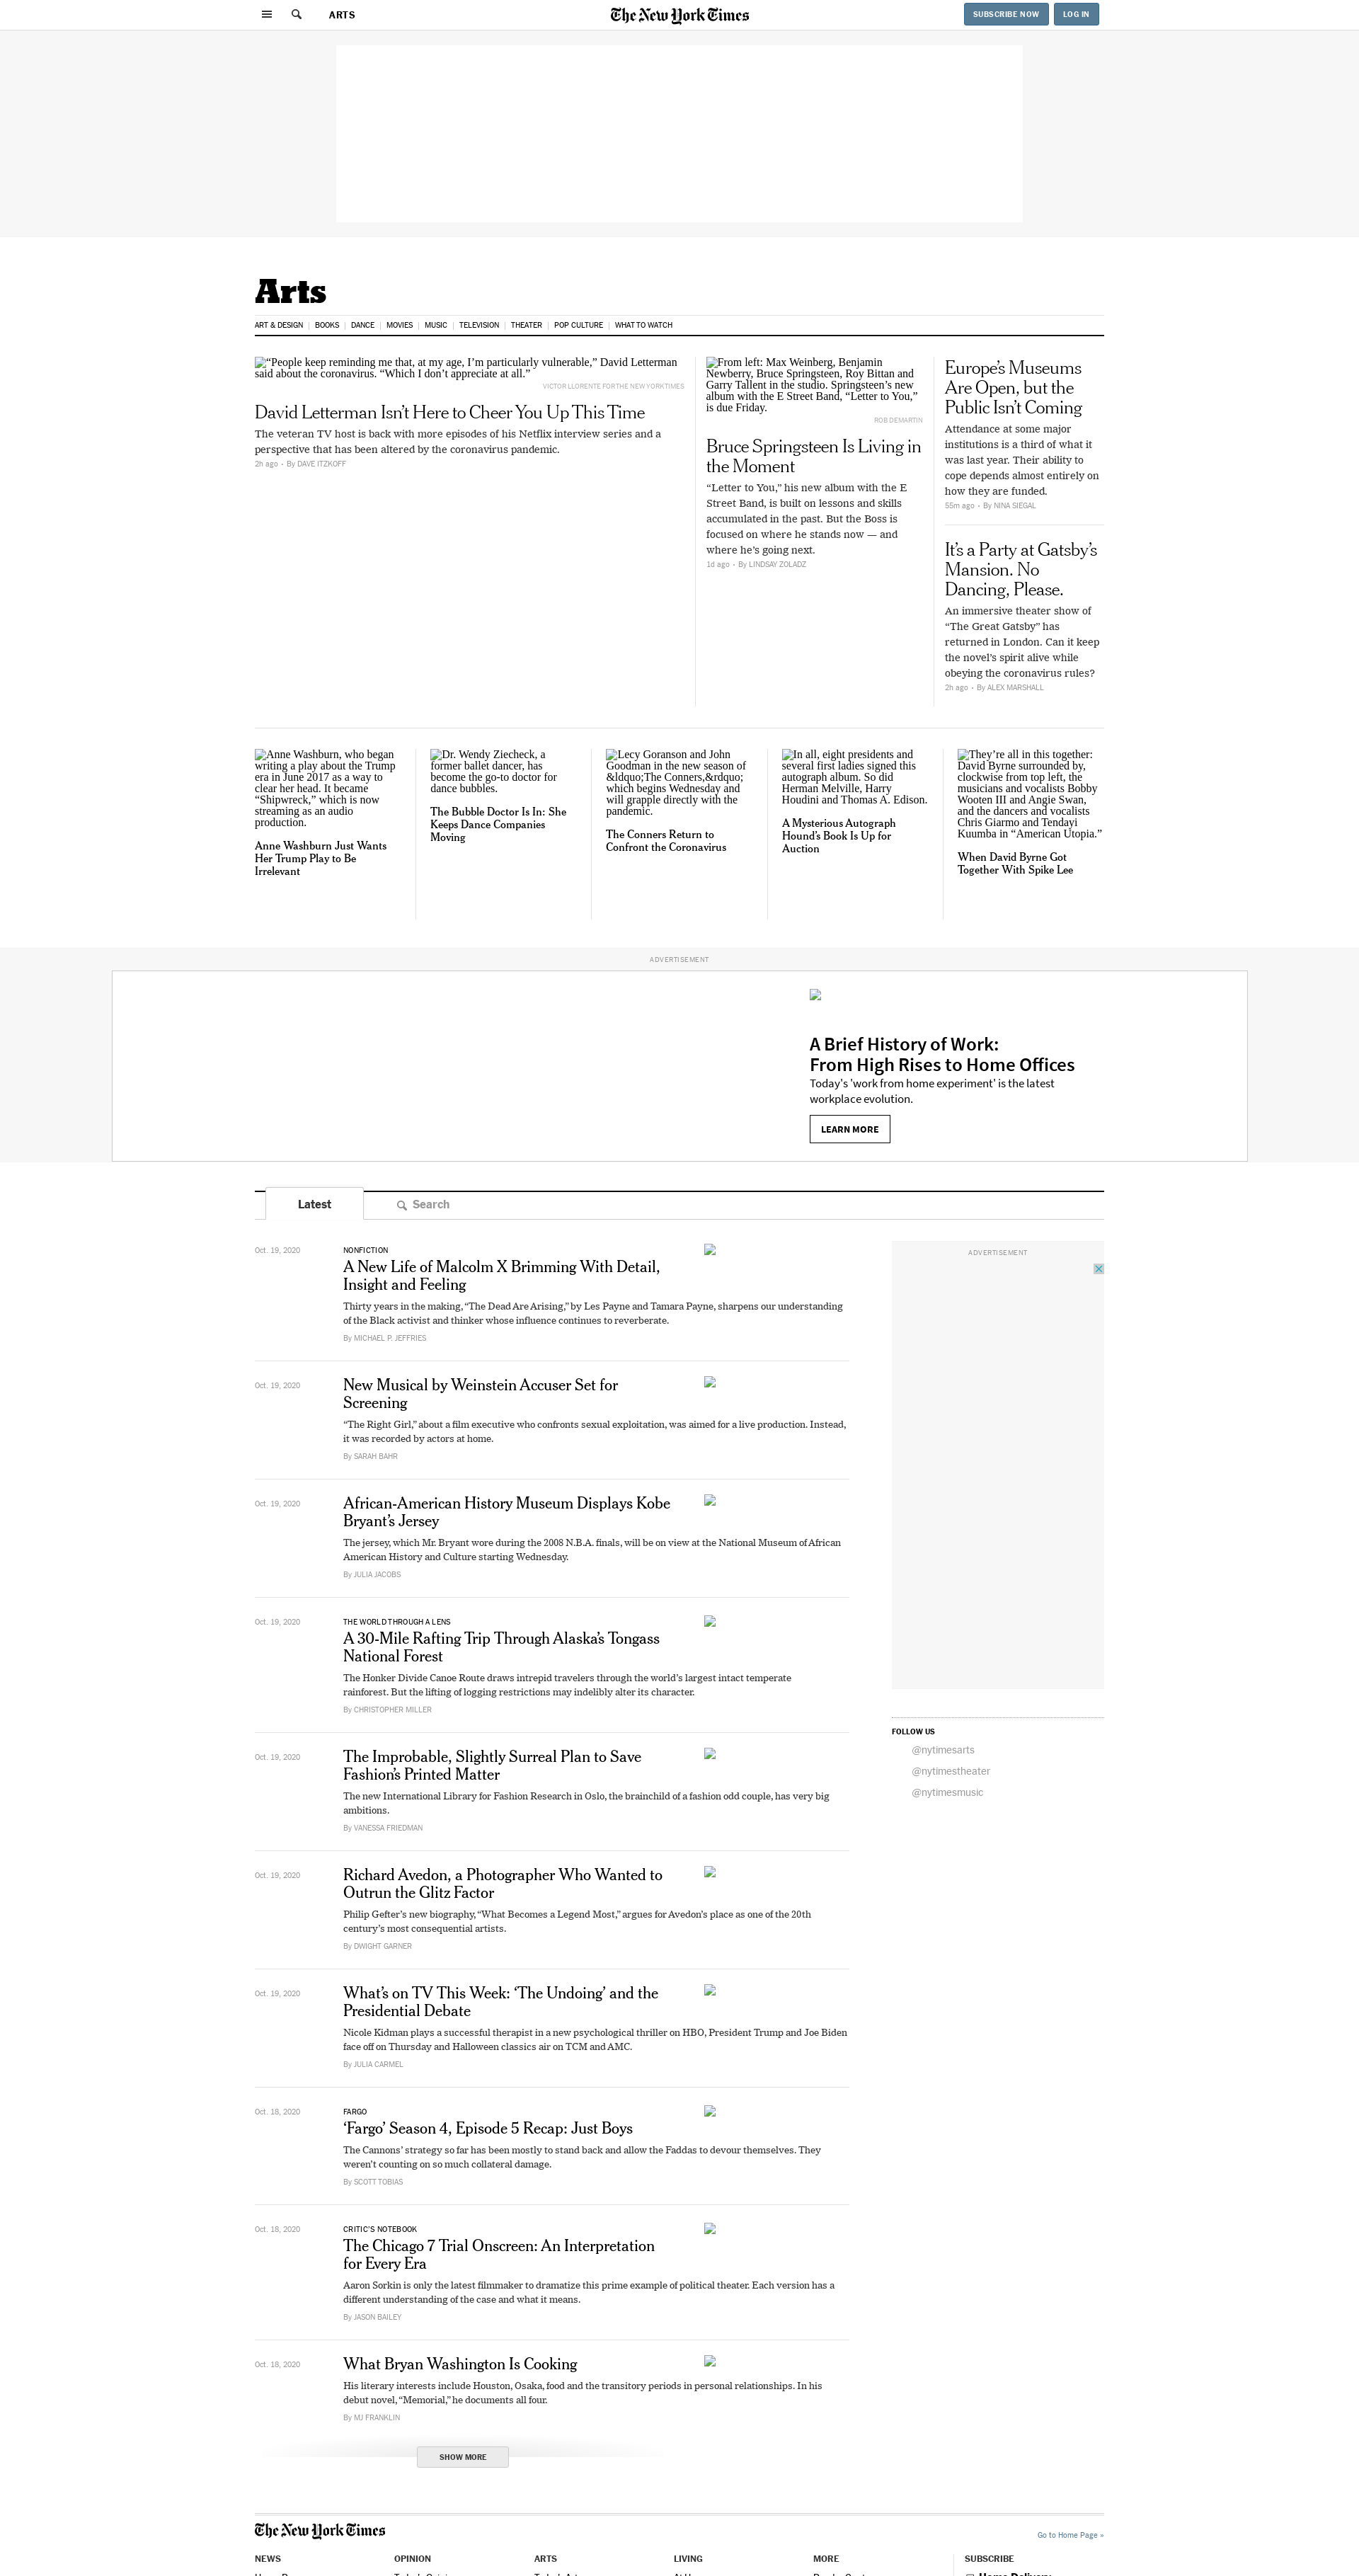 ARTS
The New York Times
SUBSCRIBE NOW
LOG IN
Arts
ART & DESIGN
BOOKS
DANCE
MOVIES
MUSIC
TELEVISION
THEATER
POP CULTURE
WHAT TO WATCH
“People keep reminding me that, at my age, I’m particularly vulnerable,” David Letterman
said about the coronavirus. “Which I don’t appreciate at all.”
VICTOR LLORENTE FOR THE NEW YORK TIMES
David Letterman Isn’t Here to Cheer You Up This Time
The veteran TV host is back with more episodes of his Netflix interview series and a
perspective that has been altered by the coronavirus pandemic.
2h ago • By DAVE ITZKOFF
From left: Max Weinberg, Benjamin
Newberry, Bruce Springsteen, Roy Bittan and
Garry Tallent in the studio. Springsteen’s new
album with the E Street Band, “Letter to You,”
is due Friday.
ROB DEMARTIN
Bruce Springsteen Is Living in
the Moment
“Letter to You,” his new album with the E
Street Band, is built on lessons and skills
accumulated in the past. But the Boss is
focused on where he stands now — and
where he’s going next.
1d ago • By LINDSAY ZOLADZ
Europe’s Museums
Are Open, but the
Public Isn’t Coming
Attendance at some major
institutions is a third of what it
was last year. Their ability to
cope depends almost entirely on
how they are funded.
55m ago • By NINA SIEGAL
It’s a Party at Gatsby’s
Mansion. No
Dancing, Please.
An immersive theater show of
“The Great Gatsby” has
returned in London. Can it keep
the novel’s spirit alive while
obeying the coronavirus rules?
2h ago • By ALEX MARSHALL
Anne Washburn, who began
writing a play about the Trump
era in June 2017 as a way to
clear her head. It became
“Shipwreck,” which is now
streaming as an audio
production.
Anne Washburn Just Wants
Her Trump Play to Be
Irrelevant
Dr. Wendy Ziecheck, a
former ballet dancer, has
become the go-to doctor for
dance bubbles.
The Bubble Doctor Is In: She
Keeps Dance Companies
Moving
Lecy Goranson and John
Goodman in the new season of
&ldquo;The Conners,&rdquo;
which begins Wednesday and
will grapple directly with the
pandemic.
The Conners Return to
Confront the Coronavirus
In all, eight presidents and
several first ladies signed this
autograph album. So did
Herman Melville, Harry
Houdini and Thomas A. Edison.
A Mysterious Autograph
Hound’s Book Is Up for
Auction
They’re all in this together:
David Byrne surrounded by,
clockwise from top left, the
musicians and vocalists Bobby
Wooten III and Angie Swan,
and the dancers and vocalists
Chris Giarmo and Tendayi
Kuumba in “American Utopia.”
When David Byrne Got
Together With Spike Lee
ADVERTISEMENT
A Brief History of Work:
From High Rises to Home Offices
Today's 'work from home experiment' is the latest
workplace evolution.
LEARN MORE
Latest
Search
Oct. 19, 2020
NONFICTION
A New Life of Malcolm X Brimming With Detail,
Insight and Feeling
Thirty years in the making, “The Dead Are Arising,” by Les Payne and Tamara Payne, sharpens our understanding
of the Black activist and thinker whose influence continues to reverberate.
By MICHAEL P. JEFFRIES
Oct. 19, 2020
New Musical by Weinstein Accuser Set for
Screening
“The Right Girl,” about a film executive who confronts sexual exploitation, was aimed for a live production. Instead,
it was recorded by actors at home.
By SARAH BAHR
Oct. 19, 2020
African-American History Museum Displays Kobe
Bryant’s Jersey
The jersey, which Mr. Bryant wore during the 2008 N.B.A. finals, will be on view at the National Museum of African
American History and Culture starting Wednesday.
By JULIA JACOBS
Oct. 19, 2020
THE WORLD THROUGH A LENS
A 30-Mile Rafting Trip Through Alaska’s Tongass
National Forest
The Honker Divide Canoe Route draws intrepid travelers through the world’s largest intact temperate
rainforest. But the lifting of logging restrictions may indelibly alter its character.
By CHRISTOPHER MILLER
Oct. 19, 2020
The Improbable, Slightly Surreal Plan to Save
Fashion’s Printed Matter
The new International Library for Fashion Research in Oslo, the brainchild of a fashion odd couple, has very big
ambitions.
By VANESSA FRIEDMAN
Oct. 19, 2020
Richard Avedon, a Photographer Who Wanted to
Outrun the Glitz Factor
Philip Gefter’s new biography, “What Becomes a Legend Most,” argues for Avedon’s place as one of the 20th
century’s most consequential artists.
By DWIGHT GARNER
Oct. 19, 2020
What’s on TV This Week: ‘The Undoing’ and the
Presidential Debate
Nicole Kidman plays a successful therapist in a new psychological thriller on HBO, President Trump and Joe Biden
face off on Thursday and Halloween classics air on TCM and AMC.
By JULIA CARMEL
Oct. 18, 2020
FARGO
‘Fargo’ Season 4, Episode 5 Recap: Just Boys
The Cannons’ strategy so far has been mostly to stand back and allow the Faddas to devour themselves. They
weren’t counting on so much collateral damage.
By SCOTT TOBIAS
Oct. 18, 2020
CRITIC’S NOTEBOOK
The Chicago 7 Trial Onscreen: An Interpretation
for Every Era
Aaron Sorkin is only the latest filmmaker to dramatize this prime example of political theater. Each version has a
different understanding of the case and what it means.
By JASON BAILEY
Oct. 18, 2020
What Bryan Washington Is Cooking
His literary interests include Houston, Osaka, food and the transitory periods in personal relationships. In his
debut novel, “Memorial,” he documents all four.
By MJ FRANKLIN
SHOW MORE
ADVERTISEMENT
FOLLOW US
@nytimesarts
@nytimestheater
@nytimesmusic
The New York Times
Go to Home Page »
NEWS
OPINION
ARTS
LIVING
MORE
SUBSCRIBE